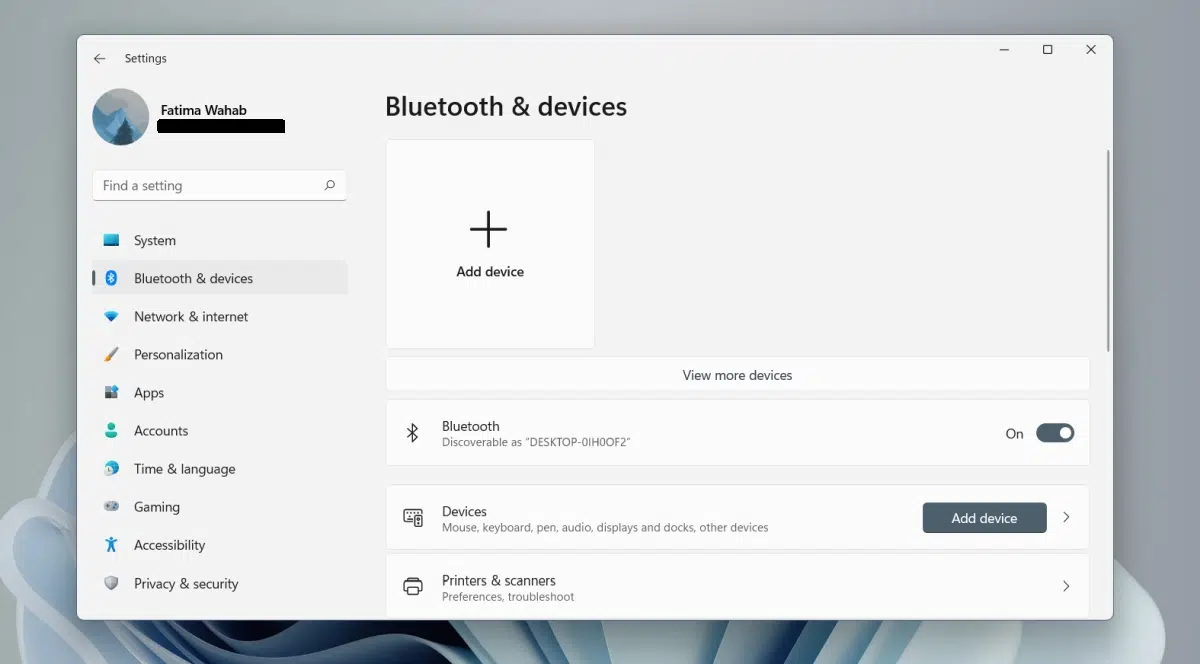 Settings
Fatima Wahab
Find a setting
System
Bluetooth & devices
Network & internet
Personalization
Apps
Accounts
Time & language
Gaming
Accessibility
Privacy & security
Bluetooth & devices
Add device
View more devices
Bluetooth
Discoverable as "DESKTOP-0IH0OF2"
On
Devices
Mouse, keyboard, pen, audio, displays and docks, other devices
Add device
Printers & scanners
Preferences, troubleshoot